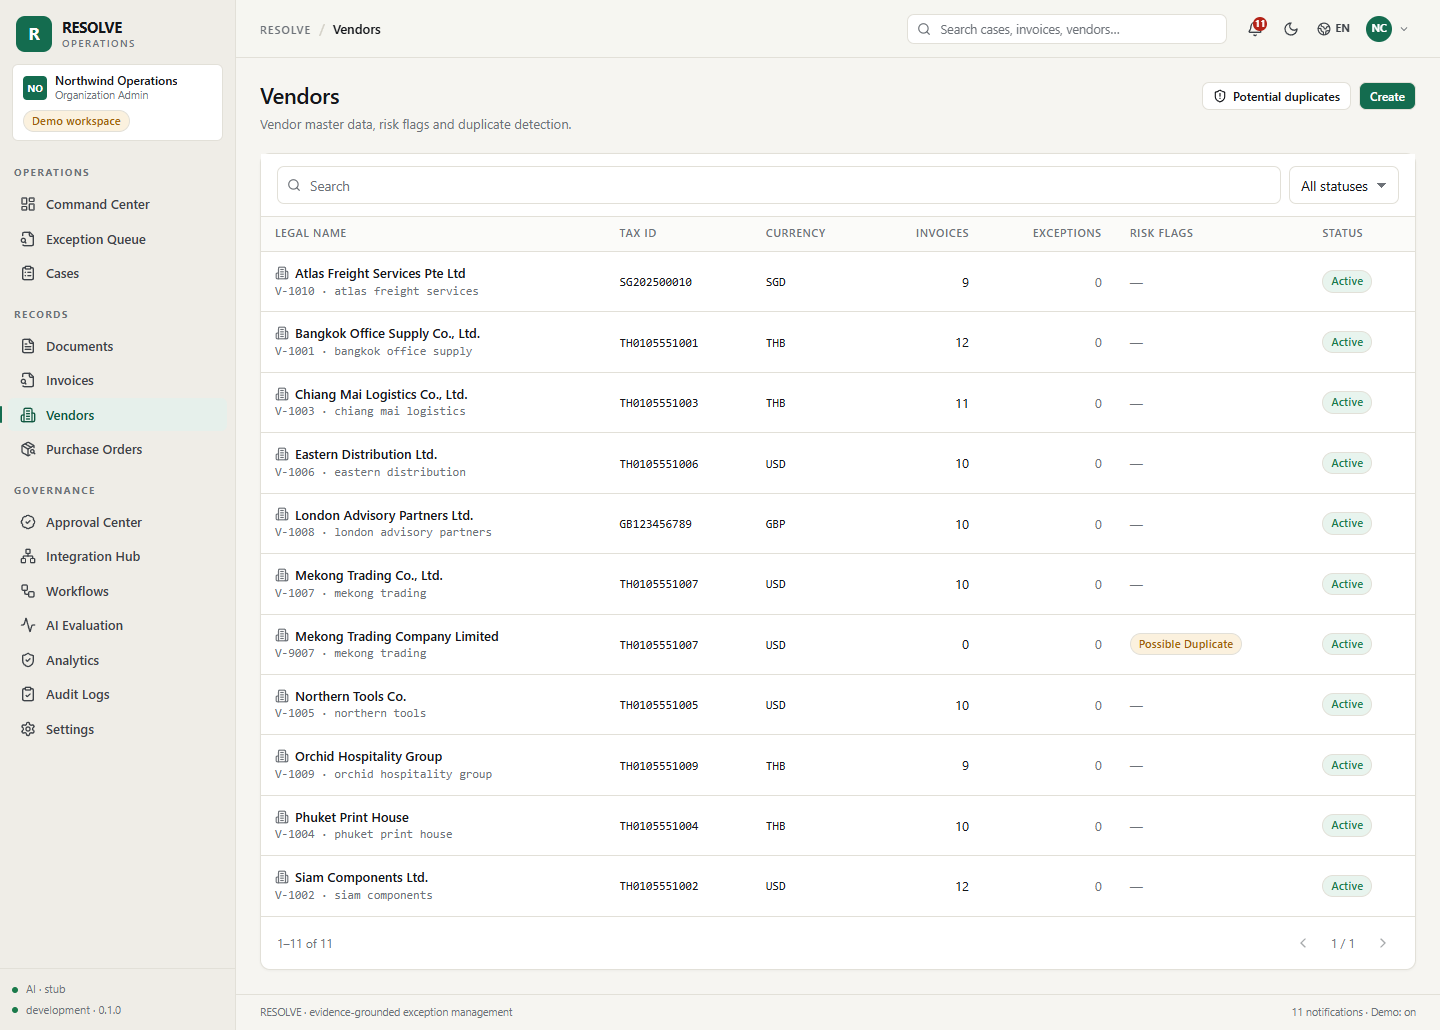 R
RESOLVE
OPERATIONS
NO
Northwind Operations
Organization Admin
Demo workspace
OPERATIONS
Command Center
Exception Queue
Cases
RECORDS
Documents
Invoices
Vendors
Purchase Orders
GOVERNANCE
Approval Center
Integration Hub
Workflows
AI Evaluation
Analytics
Audit Logs
Settings
AI · stub
development · 0.1.0
RESOLVE / Vendors
Search cases, invoices, vendors...
11
EN
NC
Vendors
Vendor master data, risk flags and duplicate detection.
Potential duplicates
Create
Search
All statuses
LEGAL NAME TAX ID CURRENCY INVOICES EXCEPTIONS RISK FLAGS STATUS
Atlas Freight Services Pte Ltd
V-1010 · atlas freight services
SG202500010 SGD 9 0 — Active
Bangkok Office Supply Co., Ltd.
V-1001 · bangkok office supply
TH0105551001 THB 12 0 — Active
Chiang Mai Logistics Co., Ltd.
V-1003 · chiang mai logistics
TH0105551003 THB 11 0 — Active
Eastern Distribution Ltd.
V-1006 · eastern distribution
TH0105551006 USD 10 0 — Active
London Advisory Partners Ltd.
V-1008 · london advisory partners
GB123456789 GBP 10 0 — Active
Mekong Trading Co., Ltd.
V-1007 · mekong trading
TH0105551007 USD 10 0 — Active
Mekong Trading Company Limited
V-9007 · mekong trading
TH0105551007 USD 0 0 Possible Duplicate Active
Northern Tools Co.
V-1005 · northern tools
TH0105551005 USD 10 0 — Active
Orchid Hospitality Group
V-1009 · orchid hospitality group
TH0105551009 THB 9 0 — Active
Phuket Print House
V-1004 · phuket print house
TH0105551004 THB 10 0 — Active
Siam Components Ltd.
V-1002 · siam components
TH0105551002 USD 12 0 — Active
1–11 of 11
1 / 1
RESOLVE · evidence-grounded exception management
11 notifications · Demo: on